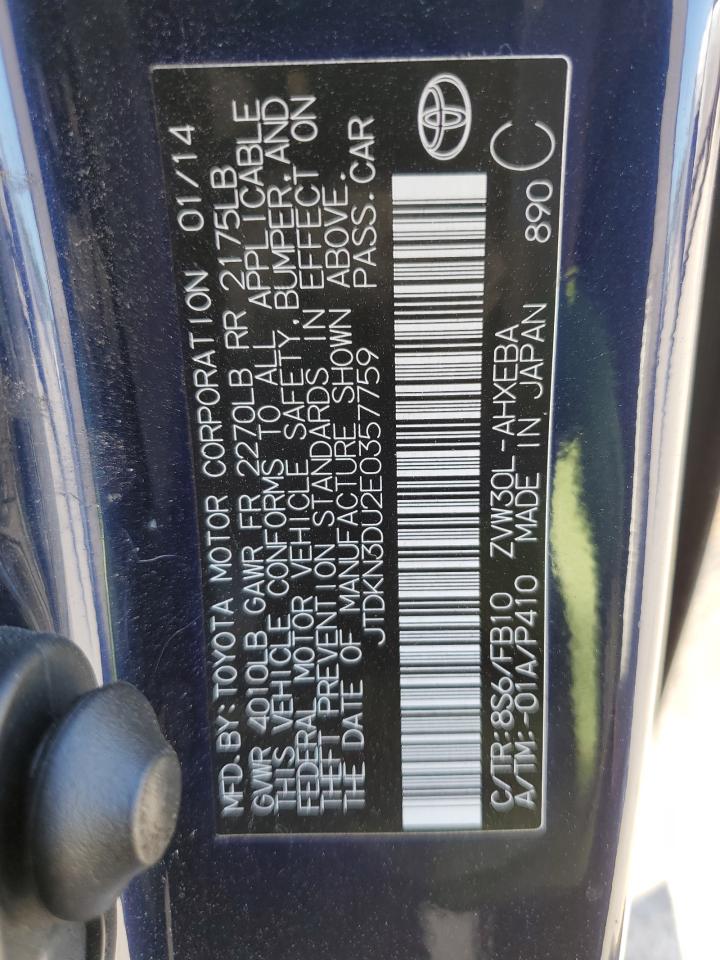 MFD. BY: TOYOTA MOTOR CORPORATION 01/14
GVWR 4010LB GAWR FR 2270LB RR 2175LB
THIS VEHICLE CONFORMS TO ALL APPLICABLE
FEDERAL MOTOR VEHICLE SAFETY, BUMPER, AND
THEFT PREVENTION STANDARDS IN EFFECT ON
THE DATE OF MANUFACTURE SHOWN ABOVE.
JTDKN3DU2E0357759 PASS. CAR
C/TR: 8S6/FB10 ZVW30L-AHXEBA 890 C
A/TM: -01A/P410 MADE IN JAPAN